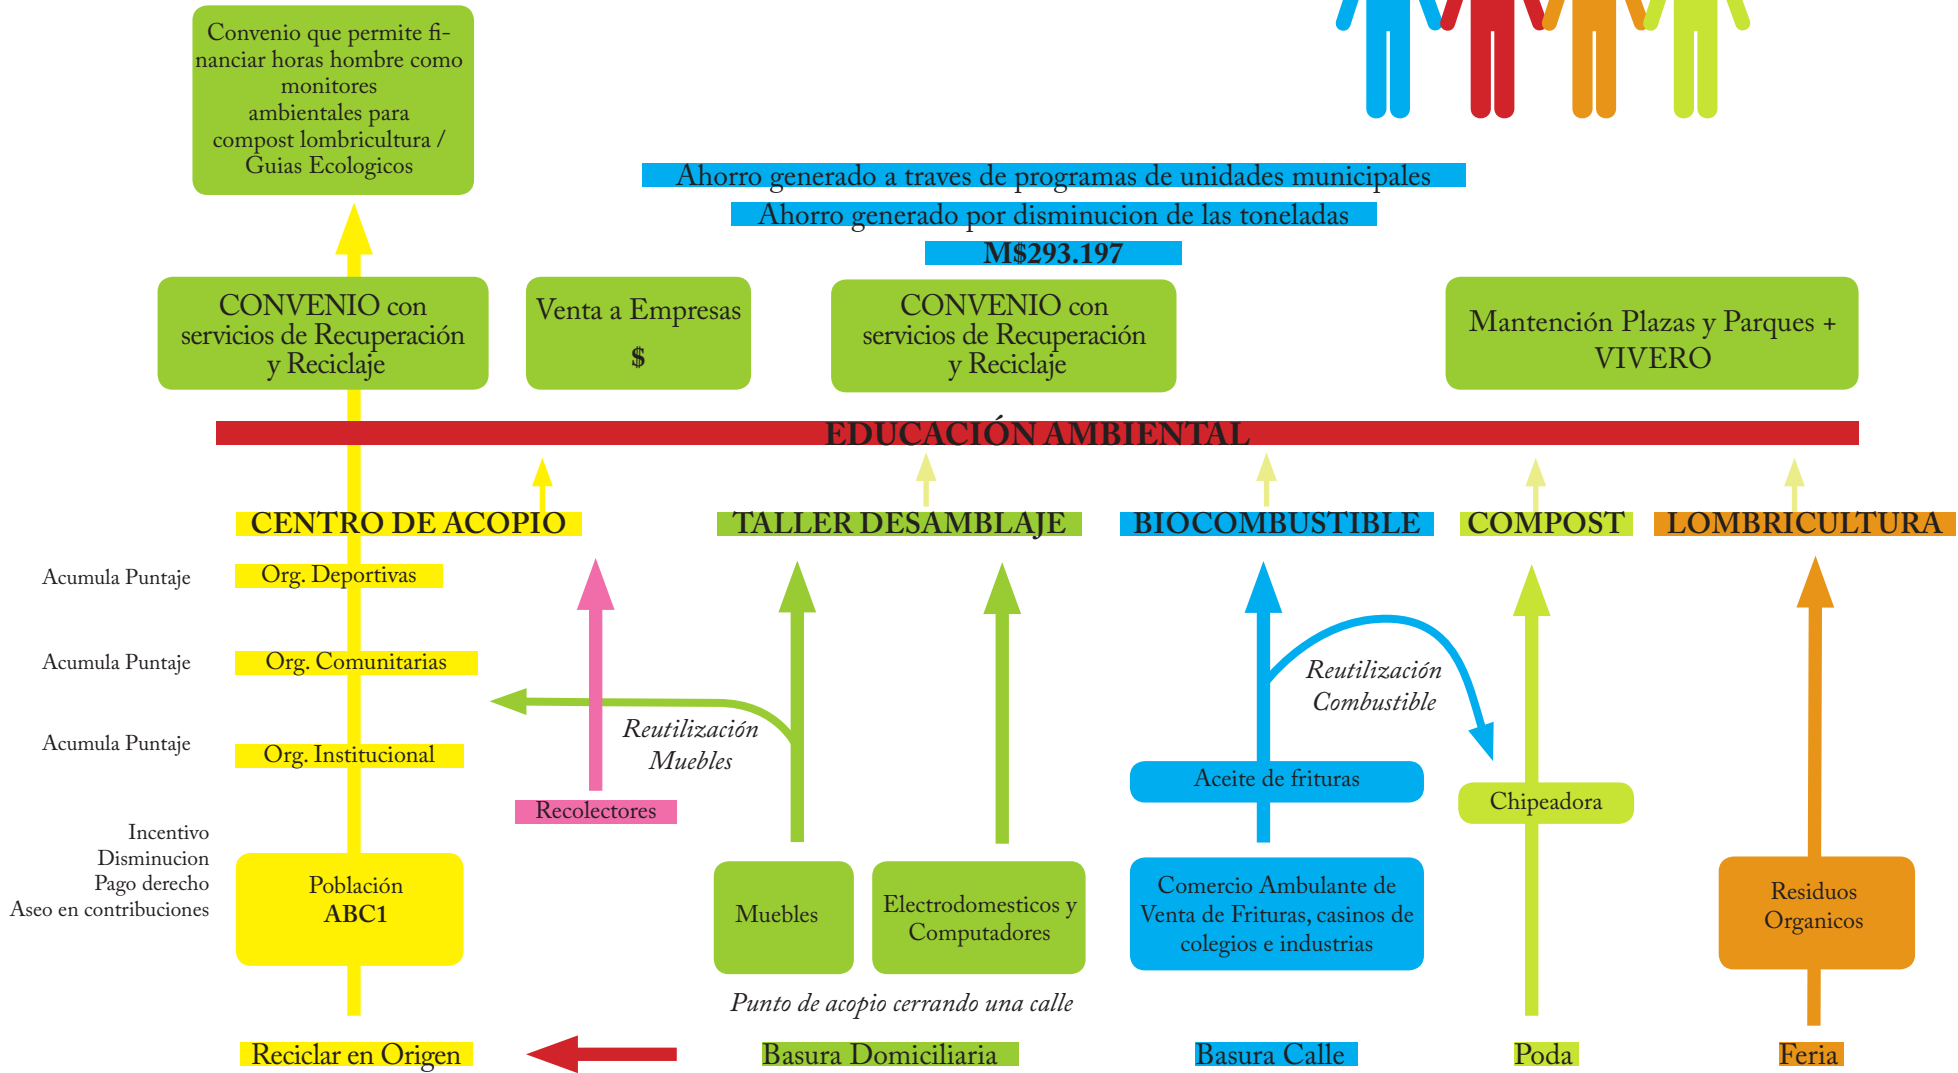 Convenio que permite fi-
nanciar horas hombre como
monitores
ambientales para
compost lombricultura /
Guias Ecologicos
Ahorro generado a traves de programas de unidades municipales
Ahorro generado por disminucion de las toneladas
M$293.197
CONVENIO con
servicios de Recuperación
y Reciclaje
Venta a Empresas
$
CONVENIO con
servicios de Recuperación
y Reciclaje
Mantención Plazas y Parques +
VIVERO
EDUCACIÓN AMBIENTAL
CENTRO DE ACOPIO
TALLER DESAMBLAJE
BIOCOMBUSTIBLE
COMPOST
LOMBRICULTURA
Acumula Puntaje
Org. Deportivas
Acumula Puntaje
Org. Comunitarias
Acumula Puntaje
Org. Institucional
Reutilización
Muebles
Reutilización
Combustible
Recolectores
Aceite de frituras
Chipeadora
Incentivo
Disminucion
Pago derecho
Aseo en contribuciones
Población
ABC1
Muebles
Electrodomesticos y
Computadores
Comercio Ambulante de
Venta de Frituras, casinos de
colegios e industrias
Residuos
Organicos
Punto de acopio cerrando una calle
Reciclar en Origen
Basura Domiciliaria
Basura Calle
Poda
Feria